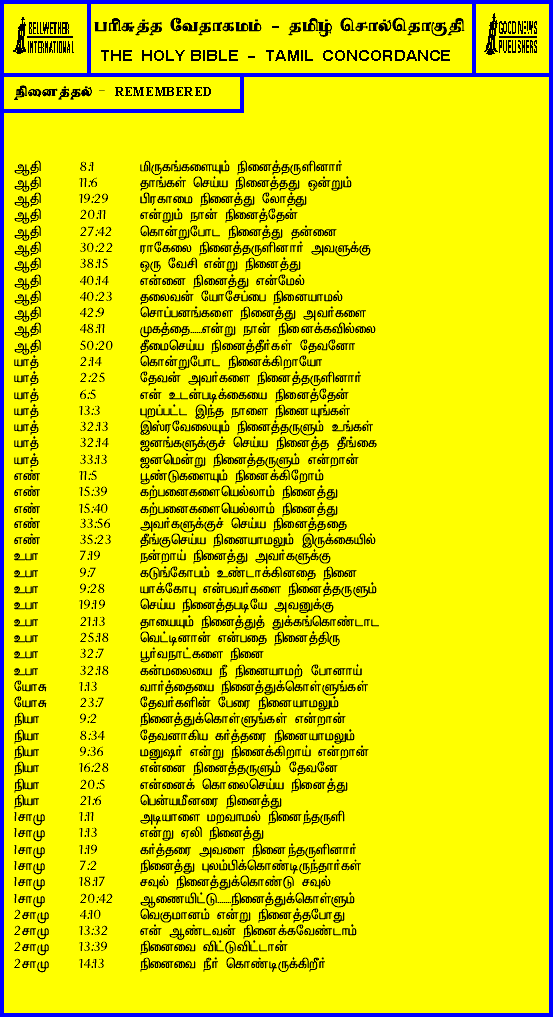 BELLWETHER
INTERNATIONAL
பரிசுத்த வேதாகமம் - தமிழ் சொல்தொகுதி
THE HOLY BIBLE - TAMIL CONCORDANCE
GOOD NEWS
PUBLISHERS
நினைத்தல் - REMEMBERED
ஆதி 8:1 மிருகங்களையும் நினைத்தருளினார்
ஆதி 11:6 தாங்கள் செய்ய நினைத்தது ஒன்றும்
ஆதி 19:29 பிரகாமை நினைத்து லோத்து
ஆதி 20:11 என்றும் நான் நினைத்தேன்
ஆதி 27:42 கொன்றுபோட நினைத்து தன்னை
ஆதி 30:22 ராகேலை நினைத்தருளினார் அவளுக்கு
ஆதி 38:15 ஒரு வேசி என்று நினைத்து
ஆதி 40:14 என்னை நினைத்து என்மேல்
ஆதி 40:23 தலைவன் யோசேப்பை நினையாமல்
ஆதி 42:9 சொப்பனங்களை நினைத்து அவர்களை
ஆதி 48:11 முகத்தை.....என்று நான் நினைக்கவில்லை
ஆதி 50:20 தீமைசெய்ய நினைத்தீர்கள் தேவனோ
யாத் 2:14 கொன்றுபோட நினைக்கிறாயோ
யாத் 2:25 தேவன் அவர்களை நினைத்தருளினார்
யாத் 6:5 என் உடன்படிக்கையை நினைத்தேன்
யாத் 13:3 புறப்பட்ட இந்த நாளை நினையுங்கள்
யாத் 32:13 இஸ்ரவேலையும் நினைத்தருளும் உங்கள்
யாத் 32:14 ஜனங்களுக்குச் செய்ய நினைத்த தீங்கை
யாத் 33:13 ஜனமென்று நினைத்தருளும் என்றான்
எண் 11:5 பூண்டுகளையும் நினைக்கிறோம்
எண் 15:39 கற்பனைகளையெல்லாம் நினைத்து
எண் 15:40 கற்பனைகளையெல்லாம் நினைத்து
எண் 33:56 அவர்களுக்குச் செய்ய நினைத்ததை
எண் 35:23 தீங்குசெய்ய நினையாமலும் இருக்கையில்
உபா 7:19 நன்றாய் நினைத்து அவர்களுக்கு
உபா 9:7 கடுங்கோபம் உண்டாக்கினதை நினை
உபா 9:28 யாக்கோபு என்பவர்களை நினைத்தருளும்
உபா 19:19 செய்ய நினைத்தபடியே அவனுக்கு
உபா 21:13 தாயையும் நினைத்துத் துக்கங்கொண்டாட
உபா 25:18 வெட்டினான் என்பதை நினைத்திரு
உபா 32:7 பூர்வநாட்களை நினை
உபா 32:18 கன்மலையை நீ நினையாமற் போனாய்
யோசு 1:13 வார்த்தையை நினைத்துக்கொள்ளுங்கள்
யோசு 23:7 தேவர்களின் பேரை நினையாமலும்
நியா 9:2 நினைத்துக்கொள்ளுங்கள் என்றான்
நியா 8:34 தேவனாகிய கர்த்தரை நினையாமலும்
நியா 9:36 மனுஷர் என்று நினைக்கிறாய் என்றான்
நியா 16:28 என்னை நினைத்தருளும் தேவனே
நியா 20:5 என்னைக் கொலைசெய்ய நினைத்து
நியா 21:6 பென்யமீனரை நினைத்து
1சாமு 1:11 அடியாளை மறவாமல் நினைந்தருளி
1சாமு 1:13 என்று ஏலி நினைத்து
1சாமு 1:19 கர்த்தரை அவளை நினைந்தருளினார்
1சாமு 7:2 நினைத்து புலம்பிக்கொண்டிருந்தார்கள்
1சாமு 18:17 சவுல் நினைத்துக்கொண்டு சவுல்
1சாமு 20:42 ஆணையிட்டு......நினைத்துக்கொள்ளும்
2சாமு 4:10 வெகுமானம் என்று நினைத்தபோது
2சாமு 13:32 என் ஆண்டவன் நினைக்கவேண்டாம்
2சாமு 13:39 நினைவை விட்டுவிட்டான்
2சாமு 14:13 நினைவை நீர் கொண்டிருக்கிறீர்